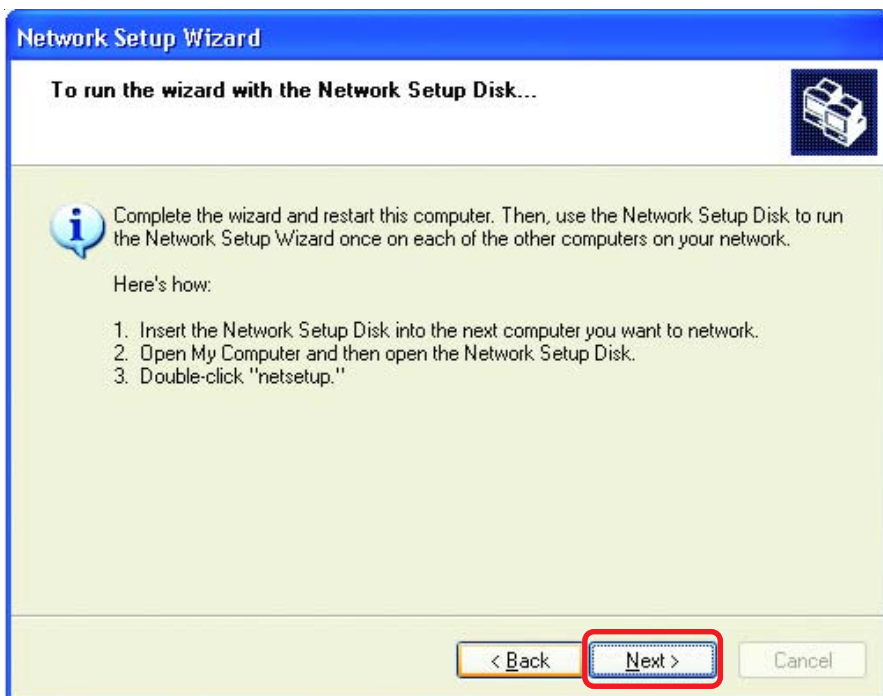 Network Setup Wizard
To run the wizard with the Network Setup Disk...
Complete the wizard and restart this computer. Then, use the Network Setup Disk to run
the Network Setup Wizard once on each of the other computers on your network.
Here's how:
1. Insert the Network Setup Disk into the next computer you want to network.
2. Open My Computer and then open the Network Setup Disk.
3. Double-click "netsetup."
< Back
Next >
Cancel